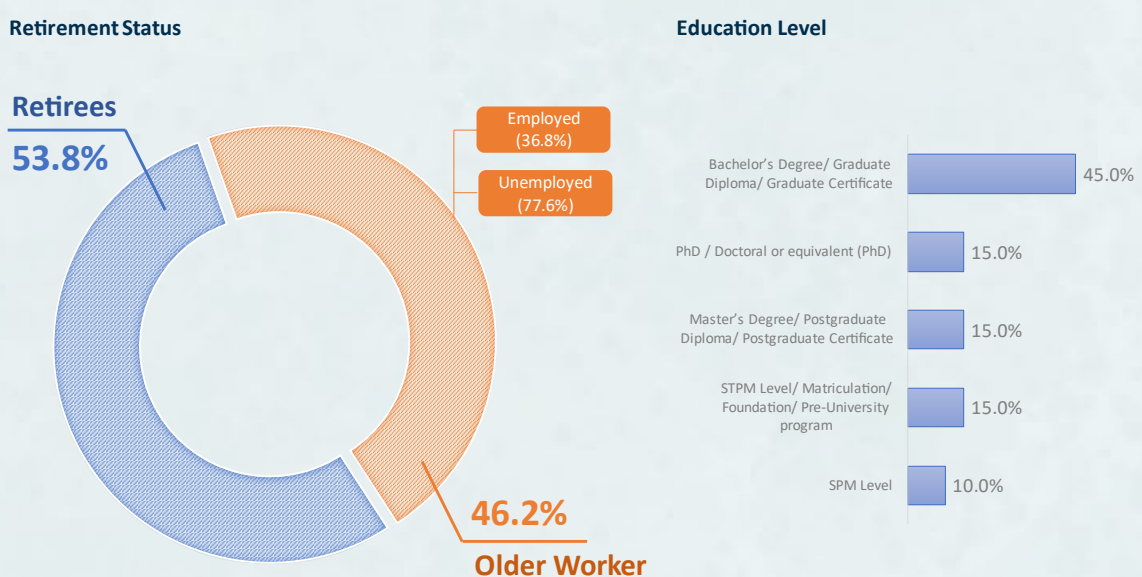 Retirement Status
Retirees
53.8%
Employed
(36.8%)
Unemployed
(77.6%)
46.2%
Older Worker
Education Level
Bachelor’s Degree/ Graduate
Diploma/ Graduate Certificate
45.0%
PhD / Doctoral or equivalent (PhD)
15.0%
Master’s Degree/ Postgraduate
Diploma/ Postgraduate Certificate
15.0%
STPM Level/ Matriculation/
Foundation/ Pre-University
program
15.0%
SPM Level
10.0%